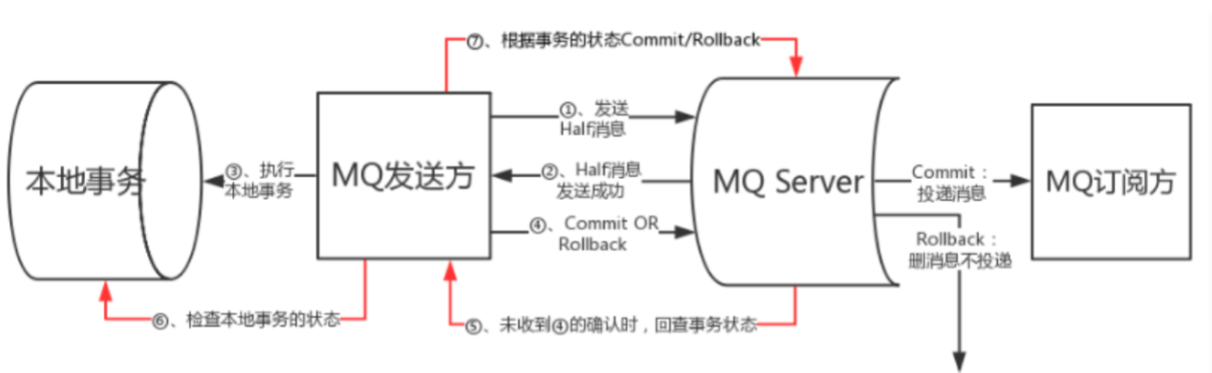 ⑦、根据事务的状态Commit/Rollback
①、发送
Half消息
本地事务
③、执行
本地事务
MQ发送方
②、Half消息
发送成功
MQ Server
Commit：
投递消息
MQ订阅方
④、Commit OR
Rollback
Rollback：
删消息不投递
⑥、检查本地事务的状态
⑤、未收到④的确认时，回查事务状态